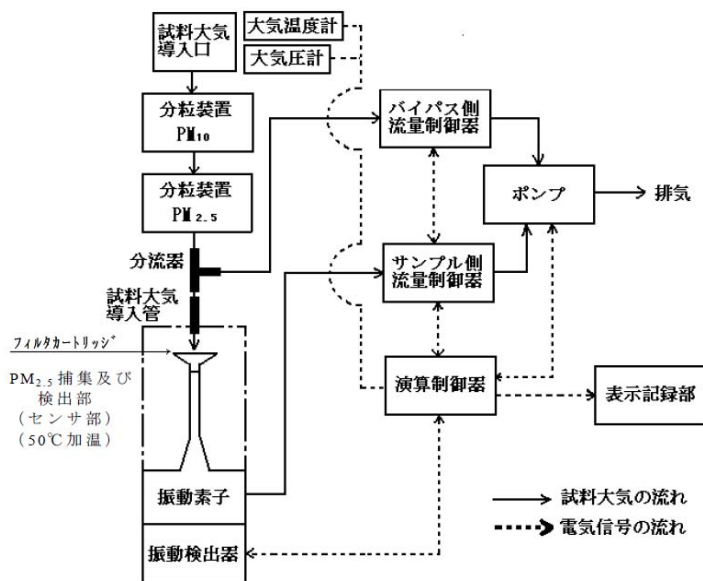 試料大気
導入口
大気温度計
大気圧計
分粒装置
PM10
分粒装置
PM2.5
分流器
試料大気
導入管
フィルタカートリッジ
PM2.5捕集及び
検出部
(センサ部)
(50℃加温)
振動素子
振動検出器
バイパス側
流量制御器
サンプル側
流量制御器
演算制御器
ポンプ
排気
表示記録部
試料大気の流れ
電気信号の流れ